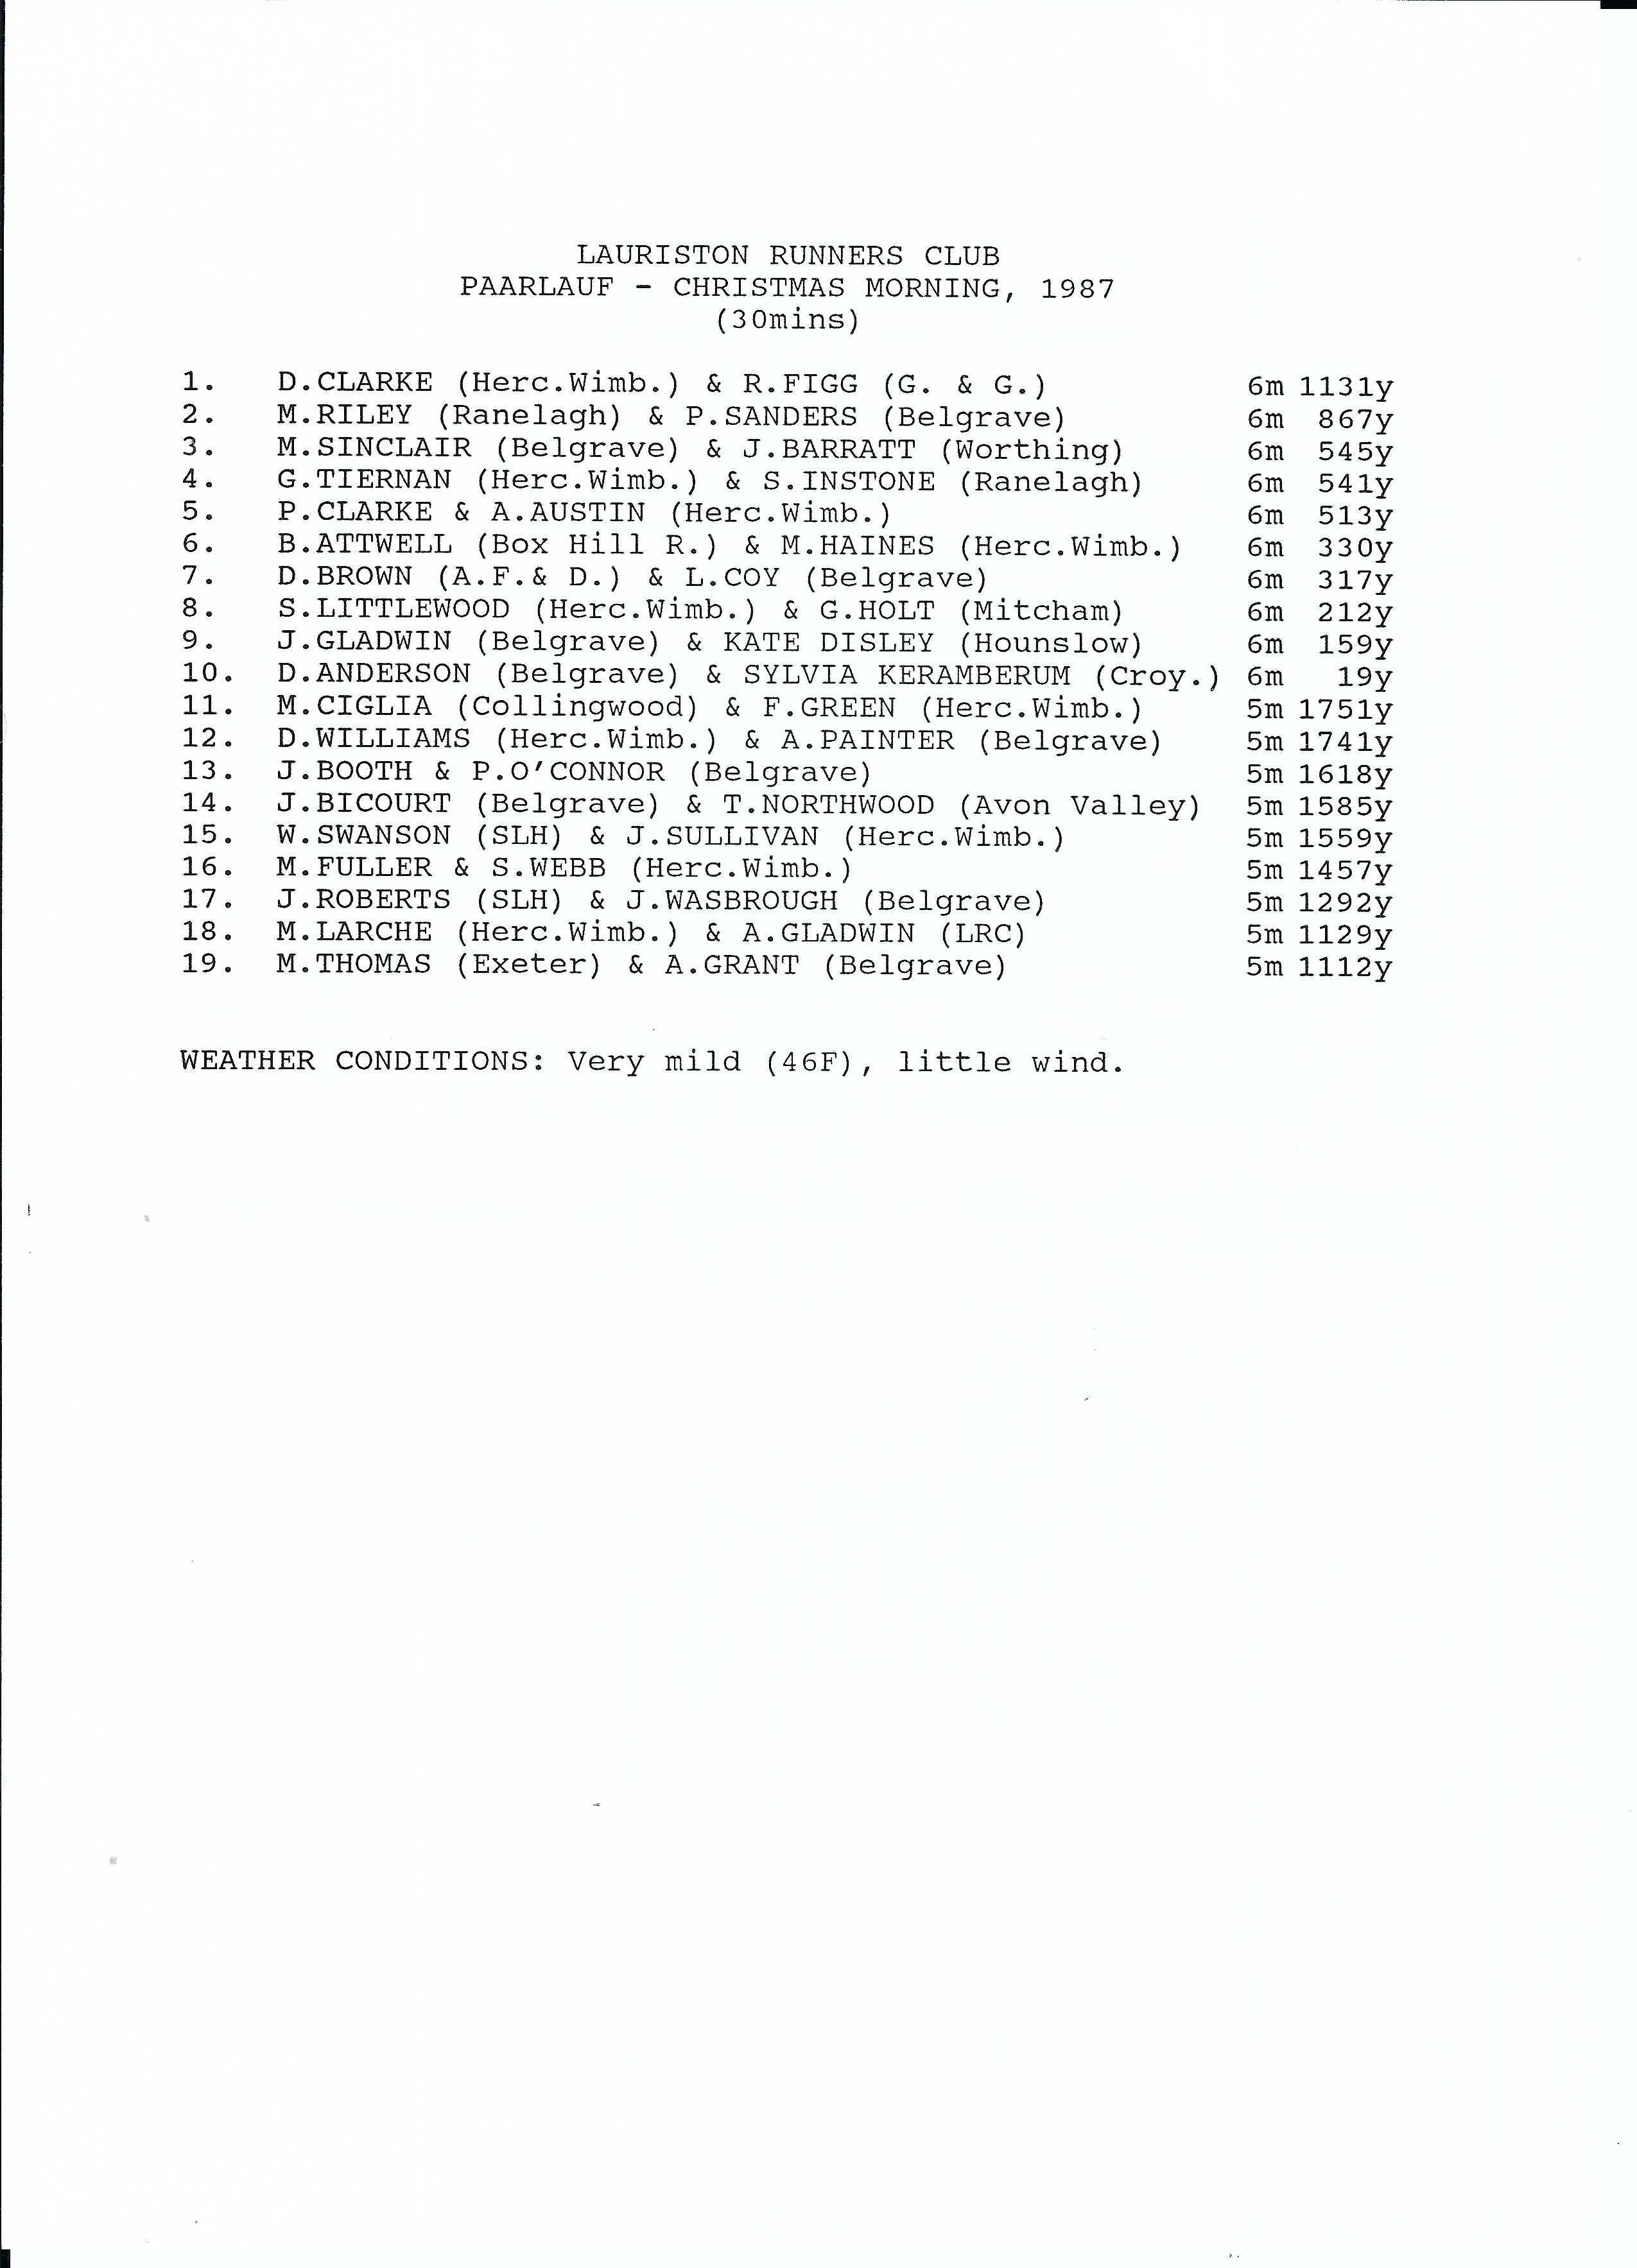 LAURISTON RUNNERS CLUB
PAARLAUF - CHRISTMAS MORNING, 1987
(30mins)
1. D.CLARKE (Herc.Wimb.) & R.FIGG (G. & G.) 6m 1131y
2. M.RILEY (Ranelagh) & P.SANDERS (Belgrave) 6m 867y
3. M.SINCLAIR (Belgrave) & J.BARRATT (Worthing) 6m 545y
4. G.TIERNAN (Herc.Wimb.) & S.INSTONE (Ranelagh) 6m 541y
5. P.CLARKE & A.AUSTIN (Herc.Wimb.) 6m 513y
6. B.ATTWELL (Box Hill R.) & M.HAINES (Herc.Wimb.) 6m 330y
7. D.BROWN (A.F.& D.) & L.COY (Belgrave) 6m 317y
8. S.LITTLEWOOD (Herc.Wimb.) & G.HOLT (Mitcham) 6m 212y
9. J.GLADWIN (Belgrave) & KATE DISLEY (Hounslow) 6m 159y
10. D.ANDERSON (Belgrave) & SYLVIA KERAMBERUM (Croy.) 6m 19y
11. M.CIGLIA (Collingwood) & F.GREEN (Herc.Wimb.) 5m 1751y
12. D.WILLIAMS (Herc.Wimb.) & A.PAINTER (Belgrave) 5m 1741y
13. J.BOOTH & P.O'CONNOR (Belgrave) 5m 1618y
14. J.BICOURT (Belgrave) & T.NORTHWOOD (Avon Valley) 5m 1585y
15. W.SWANSON (SLH) & J.SULLIVAN (Herc.Wimb.) 5m 1559y
16. M.FULLER & S.WEBB (Herc.Wimb.) 5m 1457y
17. J.ROBERTS (SLH) & J.WASBROUGH (Belgrave) 5m 1292y
18. M.LARCHE (Herc.Wimb.) & A.GLADWIN (LRC) 5m 1129y
19. M.THOMAS (Exeter) & A.GRANT (Belgrave) 5m 1112y
WEATHER CONDITIONS: Very mild (46F), little wind.